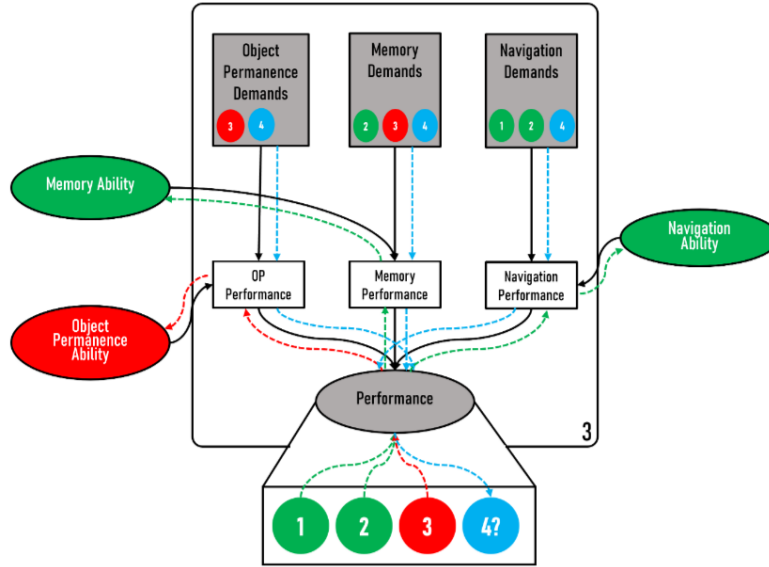 Object
Permanence
Demands
3 4
Memory
Demands
2 3 4
Navigation
Demands
1 2 4
Memory Ability
Navigation
Ability
OP
Performance
Memory
Performance
Navigation
Performance
Object
Permanence
Ability
Performance
3
1 2 3 4?